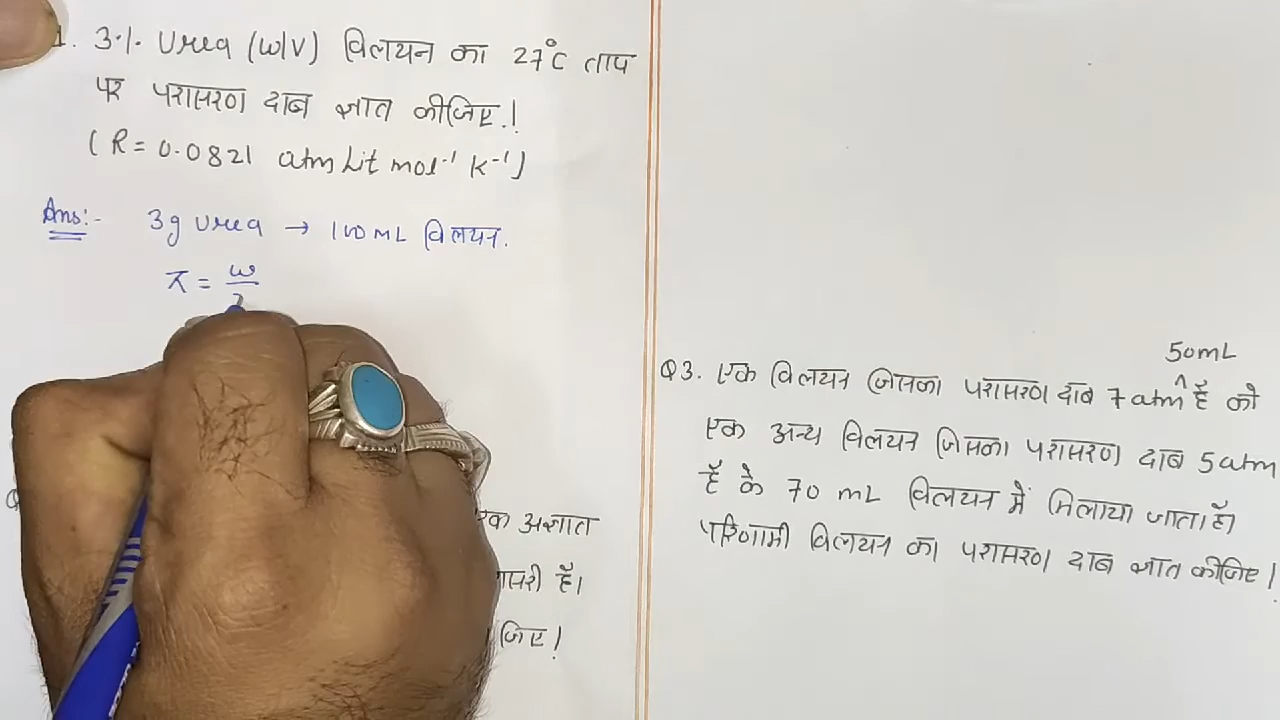 1. 3% Urea (W/V) विलयन का 27°C ताप
पर परासरण दाब ज्ञात कीजिए!
(R = 0.0821 atm Lit mol⁻¹ K⁻¹)
Ans:- 3g Urea → 100 mL विलयन.
π = w
अज्ञात
है।
50mL
Q3. एक विलयन जिसका परासरण दाब 7 atm ^ है को
एक अन्य विलयन जिसका परासरण दाब 5 atm
है के 70 mL विलयन में मिलाया जाता है।
परिणामी विलयन का परासरण दाब ज्ञात कीजिए!